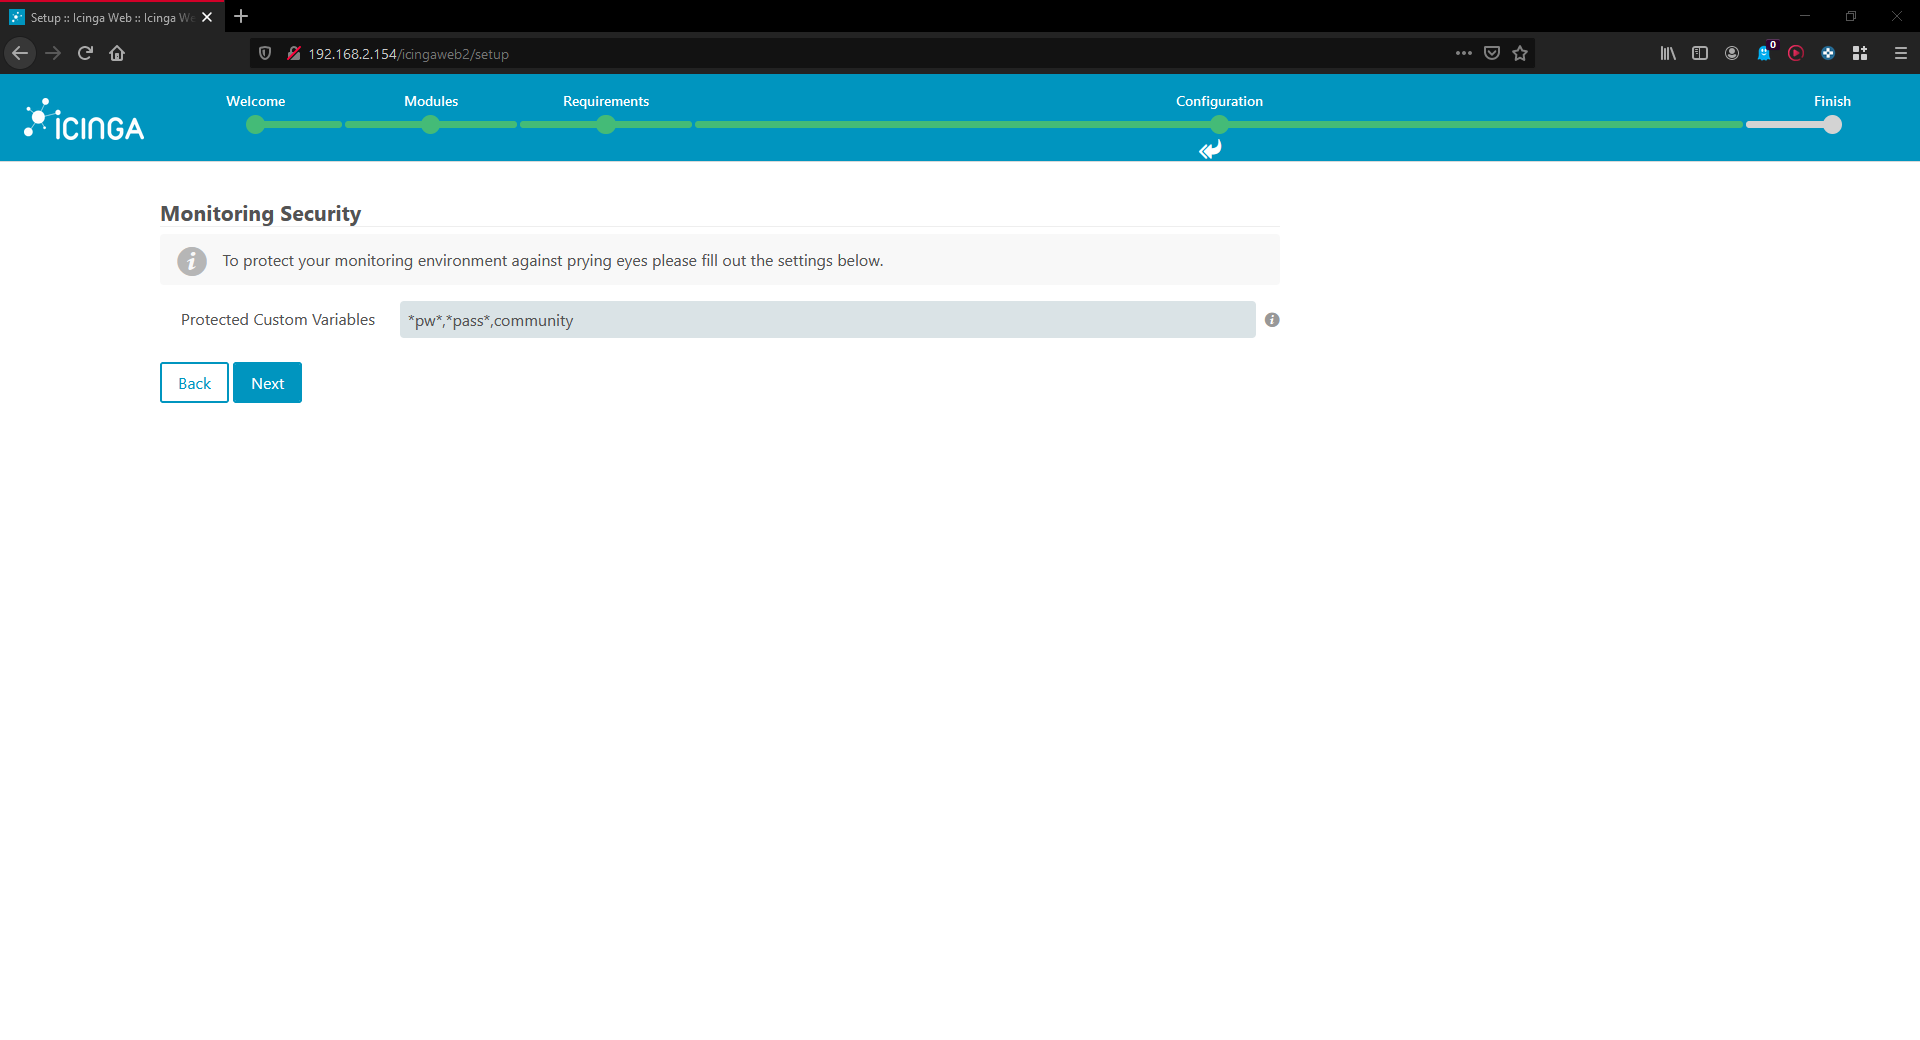 Setup :: Icinga Web :: Icinga We
192.168.2.154/icingaweb2/setup
0
ICINGA
Welcome
Modules
Requirements
Configuration
Finish
Monitoring Security
To protect your monitoring environment against prying eyes please fill out the settings below.
Protected Custom Variables
*pw*,*pass*,community
Back
Next